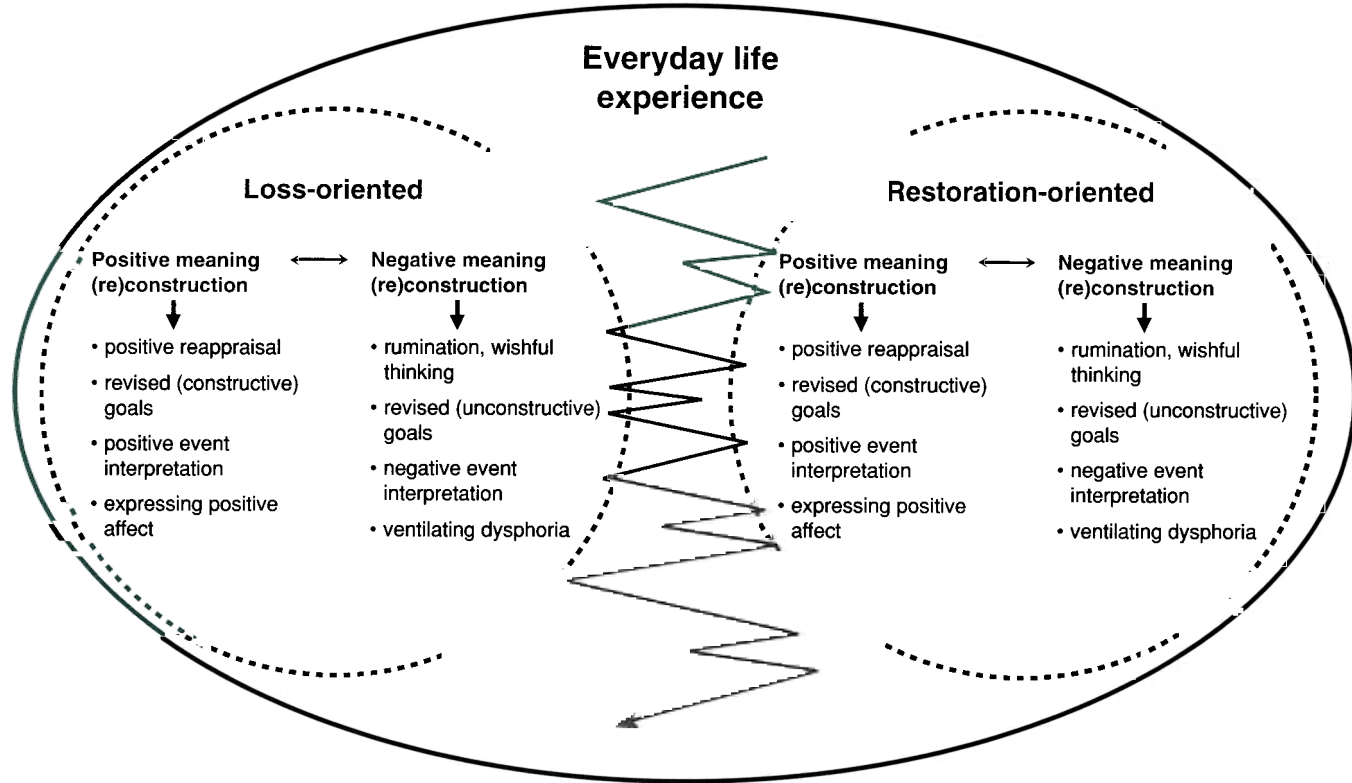 Everyday life
experience
Loss-oriented
Positive meaning
(re)construction
• positive reappraisal
• revised (constructive)
goals
• positive event
interpretation
• expressing positive
affect
Negative meaning
(re)construction
• rumination, wishful
thinking
• revised (unconstructive)
goals
• negative event
interpretation
• ventilating dysphoria
Restoration-oriented
Positive meaning
(re)construction
• positive reappraisal
• revised (constructive)
goals
• positive event
interpretation
• expressing positive
affect
Negative meaning
(re)construction
• rumination, wishful
thinking
• revised (unconstructive)
goals
• negative event
interpretation
• ventilating dysphoria